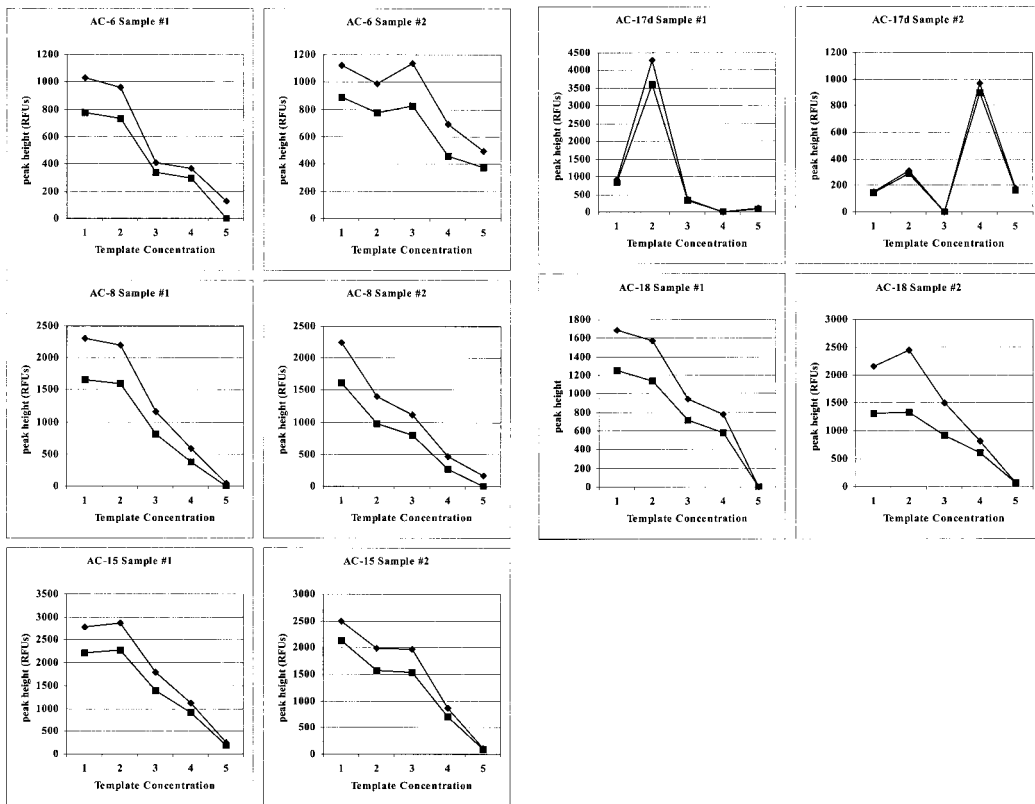 AC-6 Sample #1
peak height (RFUs)
1200
1000
800
600
400
200
0
1 2 3 4 5
Template Concentration
AC-6 Sample #2
peak height (RFUs)
1200
1000
800
600
400
200
0
1 2 3 4 5
Template Concentration
AC-17d Sample #1
peak height (RFUs)
4500
4000
3500
3000
2500
2000
1500
1000
500
0
1 2 3 4 5
Template Concentration
AC-17d Sample #2
peak height (RFUs)
1200
1000
800
600
400
200
0
1 2 3 4 5
Template Concentration
AC-8 Sample #1
peak height (RFUs)
2500
2000
1500
1000
500
0
1 2 3 4 5
Template Concentration
AC-8 Sample #2
peak height (RFUs)
2500
2000
1500
1000
500
0
1 2 3 4 5
Template Concentration
AC-18 Sample #1
peak height
1800
1600
1400
1200
1000
800
600
400
200
0
1 2 3 4 5
Template Concentration
AC-18 Sample #2
peak height (RFUs)
3000
2500
2000
1500
1000
500
0
1 2 3 4 5
Template Concentration
AC-15 Sample #1
peak height (RFUs)
3500
3000
2500
2000
1500
1000
500
0
1 2 3 4 5
Template Concentration
AC-15 Sample #2
peak height (RFUs)
3000
2500
2000
1500
1000
500
0
1 2 3 4 5
Template Concentration